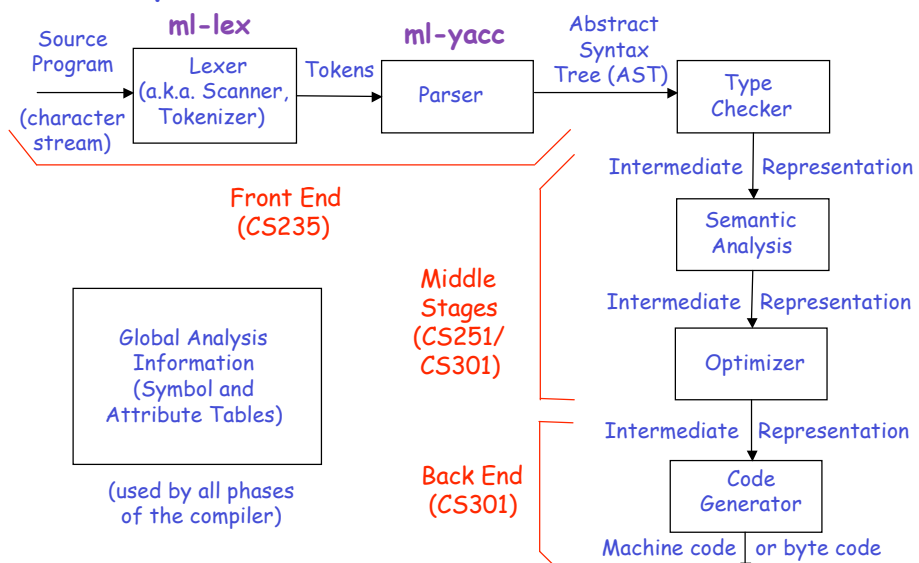 ml-lex
ml-yacc
Source
Program
(character
stream)
Lexer
(a.k.a. Scanner,
Tokenizer)
Tokens
Parser
Abstract
Syntax
Tree (AST)
Type
Checker
Front End
(CS235)
Intermediate Representation
Semantic
Analysis
Middle
Stages
(CS251/
CS301)
Intermediate Representation
Global Analysis
Information
(Symbol and
Attribute Tables)
Optimizer
Intermediate Representation
(used by all phases
of the compiler)
Back End
(CS301)
Code
Generator
Machine code or byte code